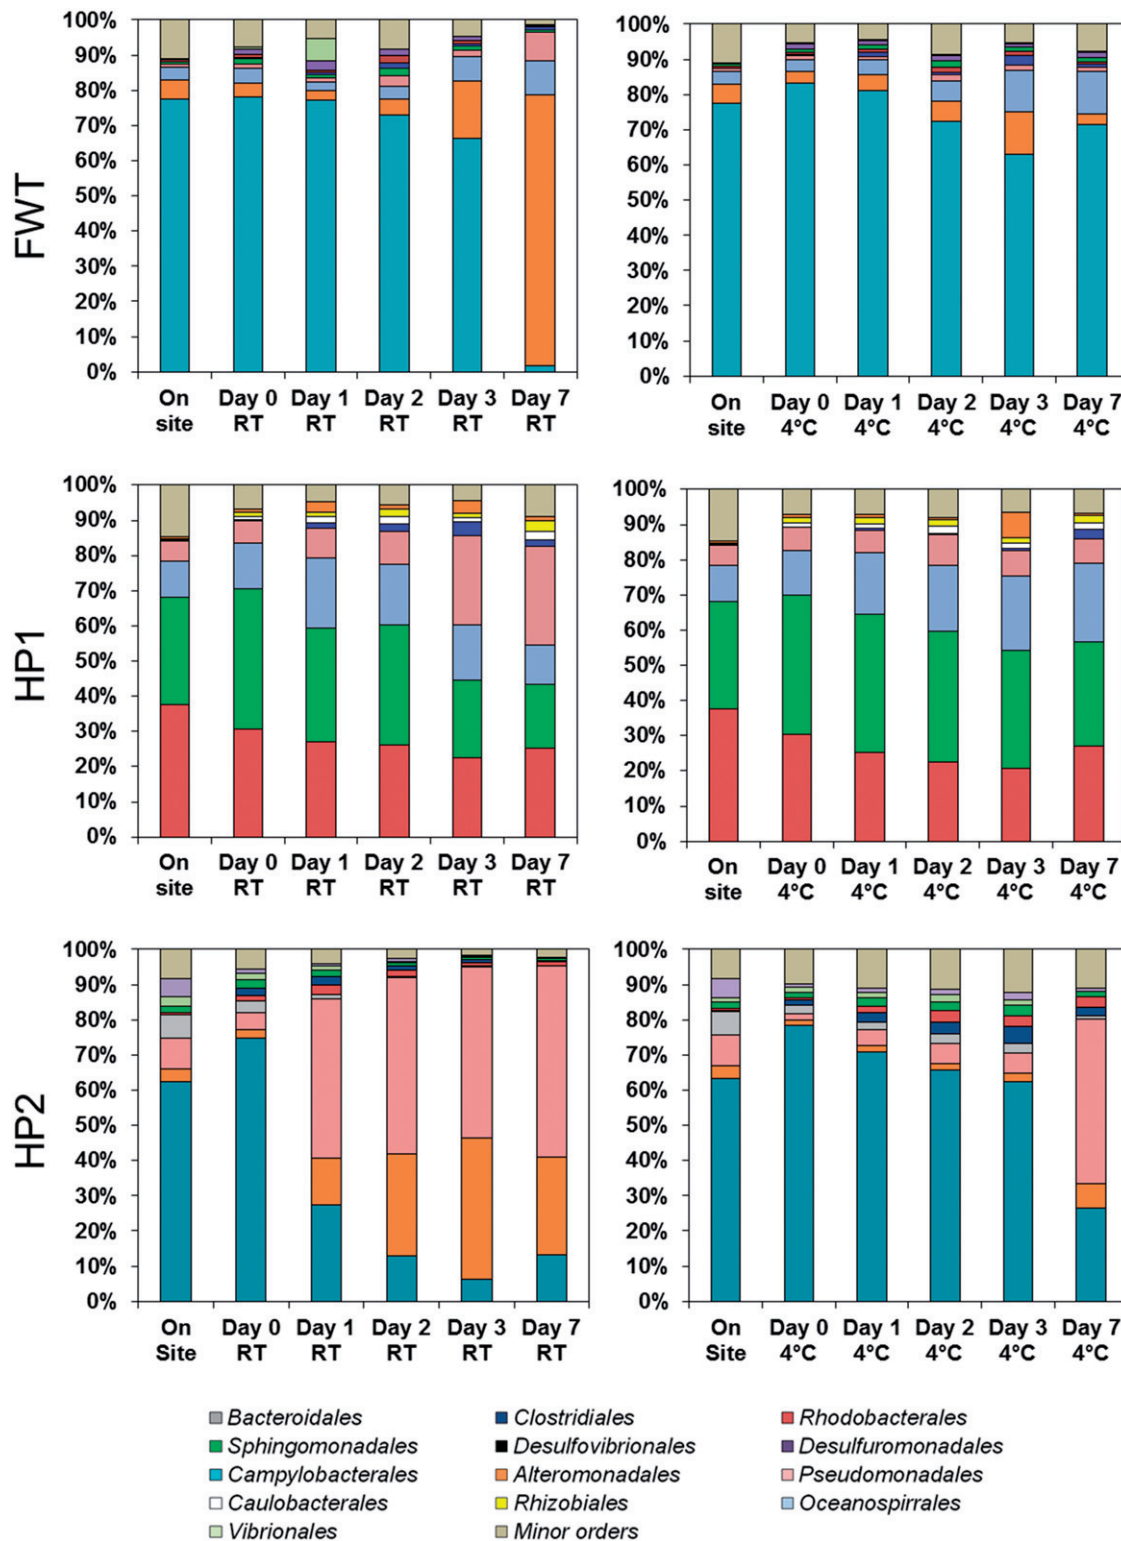 FWT
100%
90%
80%
70%
60%
50%
40%
30%
20%
10%
0%
On site
Day 0 RT
Day 1 RT
Day 2 RT
Day 3 RT
Day 7 RT
100%
90%
80%
70%
60%
50%
40%
30%
20%
10%
0%
On site
Day 0 4°C
Day 1 4°C
Day 2 4°C
Day 3 4°C
Day 7 4°C
HP1
100%
90%
80%
70%
60%
50%
40%
30%
20%
10%
0%
On site
Day 0 RT
Day 1 RT
Day 2 RT
Day 3 RT
Day 7 RT
100%
90%
80%
70%
60%
50%
40%
30%
20%
10%
0%
On site
Day 0 4°C
Day 1 4°C
Day 2 4°C
Day 3 4°C
Day 7 4°C
HP2
100%
90%
80%
70%
60%
50%
40%
30%
20%
10%
0%
On Site
Day 0 RT
Day 1 RT
Day 2 RT
Day 3 RT
Day 7 RT
100%
90%
80%
70%
60%
50%
40%
30%
20%
10%
0%
On Site
Day 0 4°C
Day 1 4°C
Day 2 4°C
Day 3 4°C
Day 7 4°C
Bacteroidales
Clostridiales
Rhodobacterales
Sphingomonadales
Desulfovibrionales
Desulfuromonadales
Campylobacterales
Alteromonadales
Pseudomonadales
Caulobacterales
Rhizobiales
Oceanospirrales
Vibrionales
Minor orders